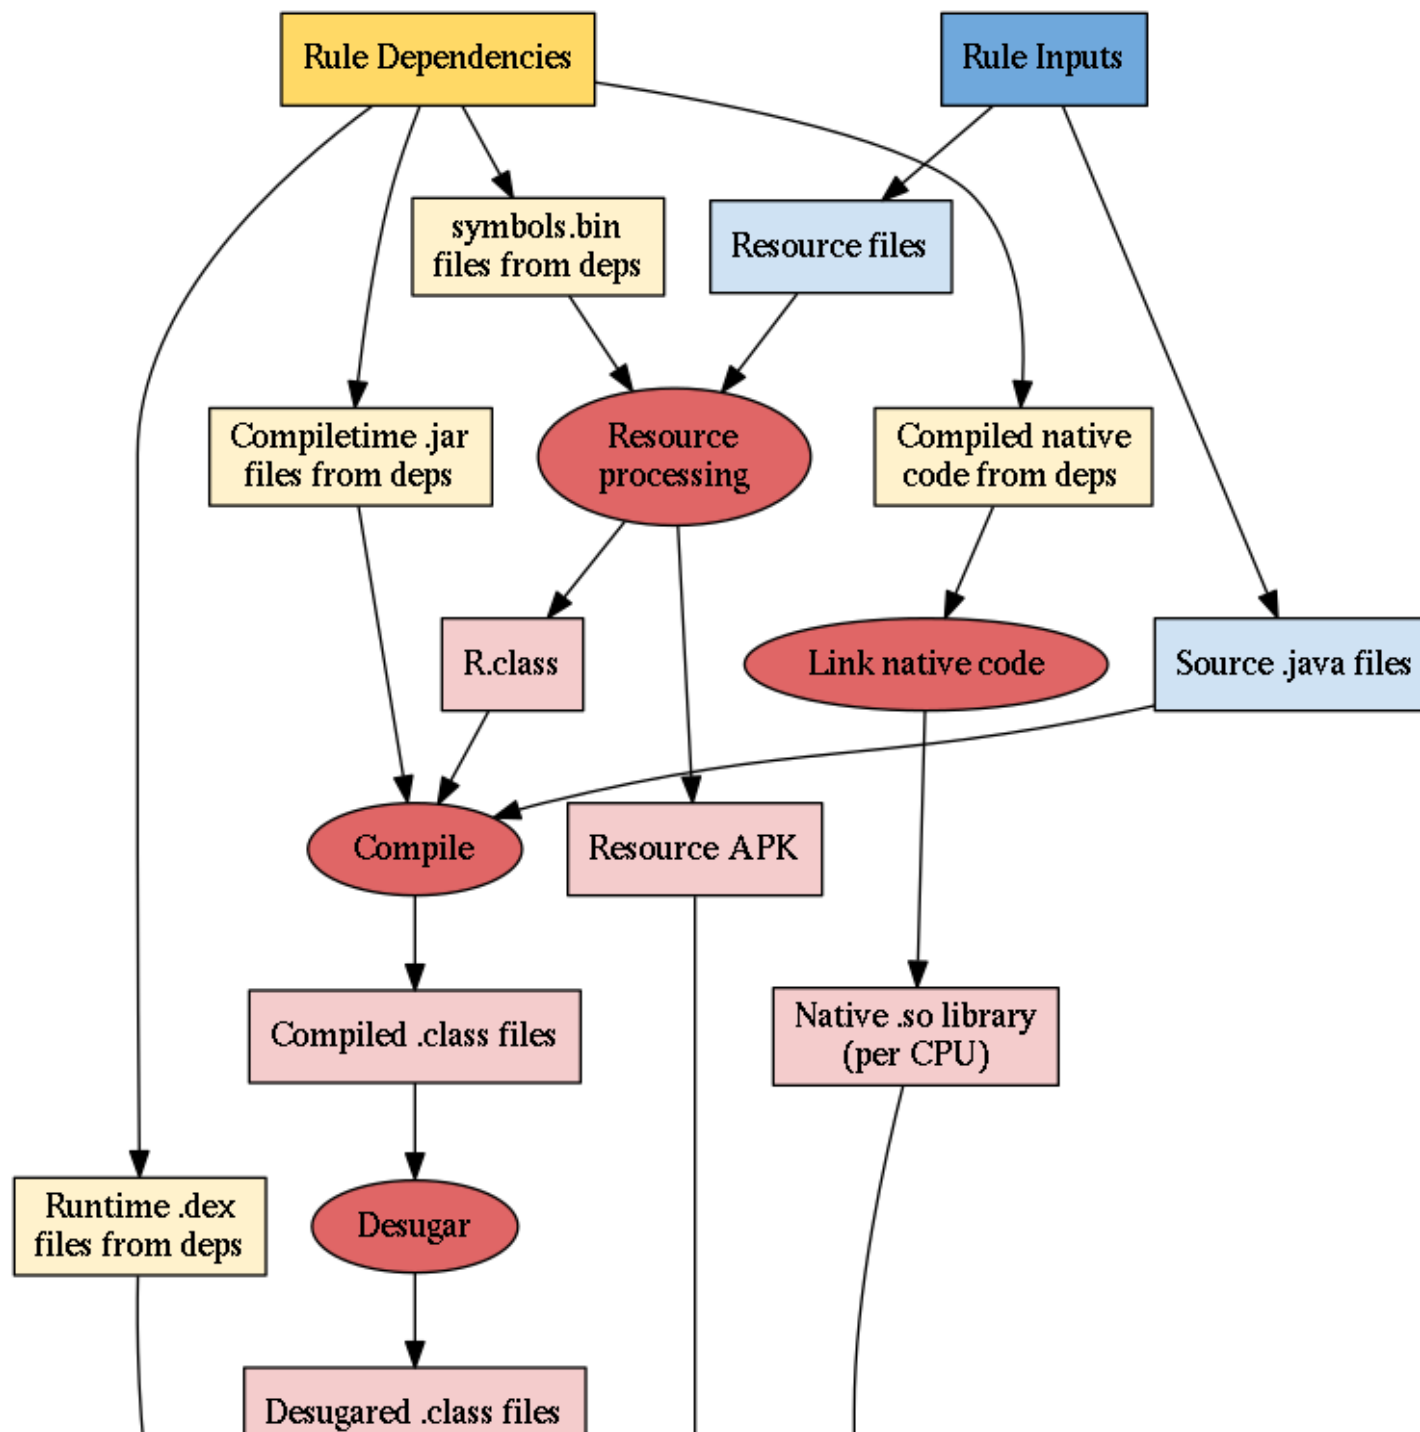 Rule Dependencies
Rule Inputs
symbols.bin
files from deps
Resource files
Compiletime .jar
files from deps
Resource
processing
Compiled native
code from deps
R.class
Link native code
Source .java files
Compile
Resource APK
Compiled .class files
Native .so library
(per CPU)
Runtime .dex
files from deps
Desugar
Desugared .class files